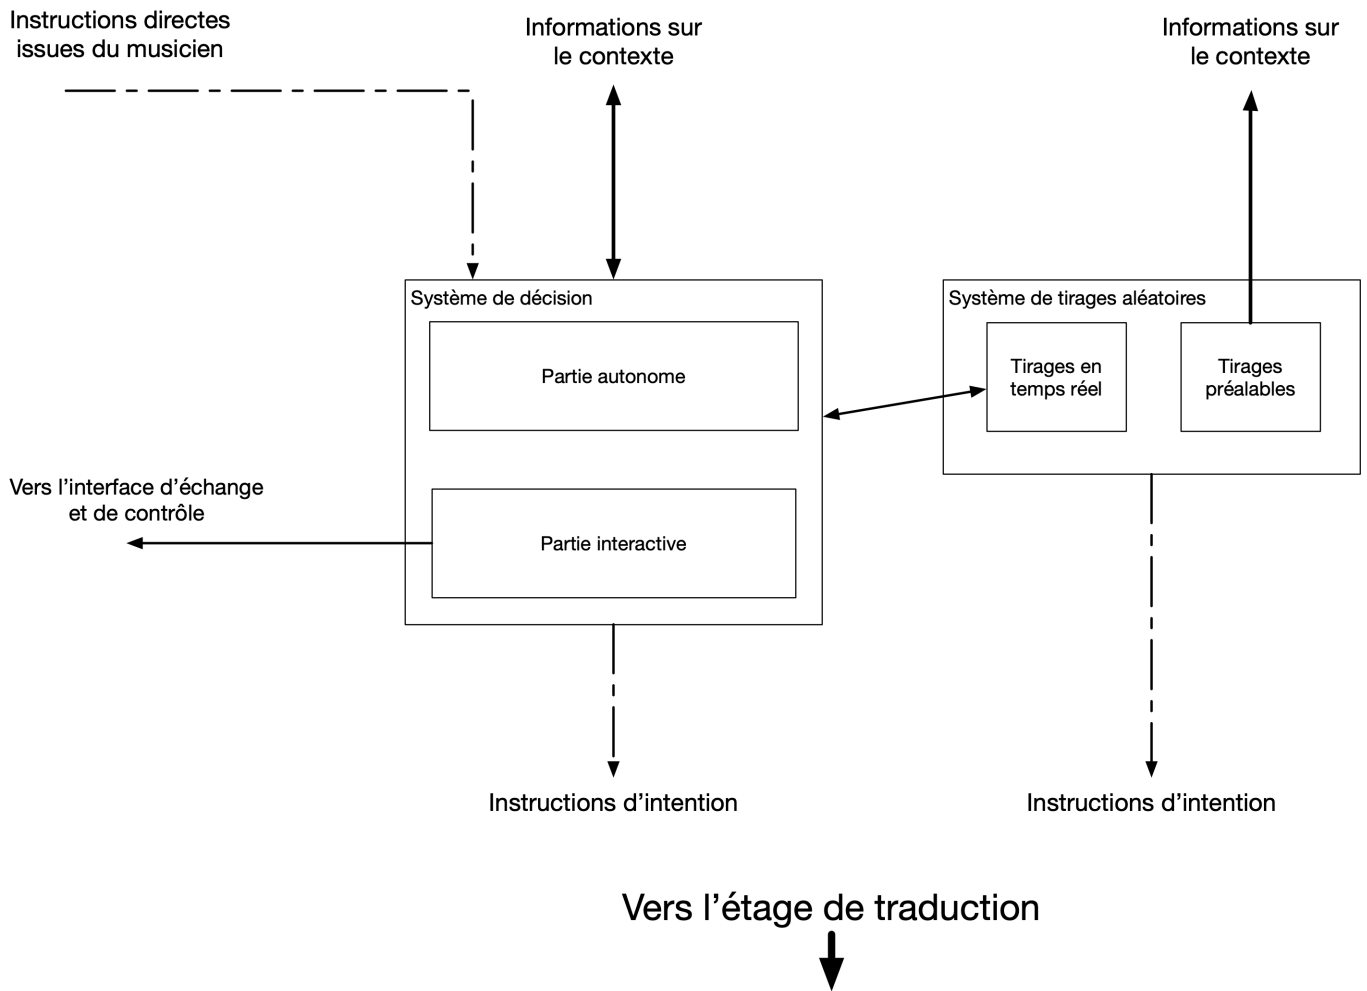 Instructions directes
issues du musicien
Informations sur
le contexte
Informations sur
le contexte
Système de décision
Partie autonome
Système de tirages aléatoires
Tirages en
temps réel
Tirages
préalables
Vers l’interface d’échange
et de contrôle
Partie interactive
Instructions d’intention
Instructions d’intention
Vers l’étage de traduction